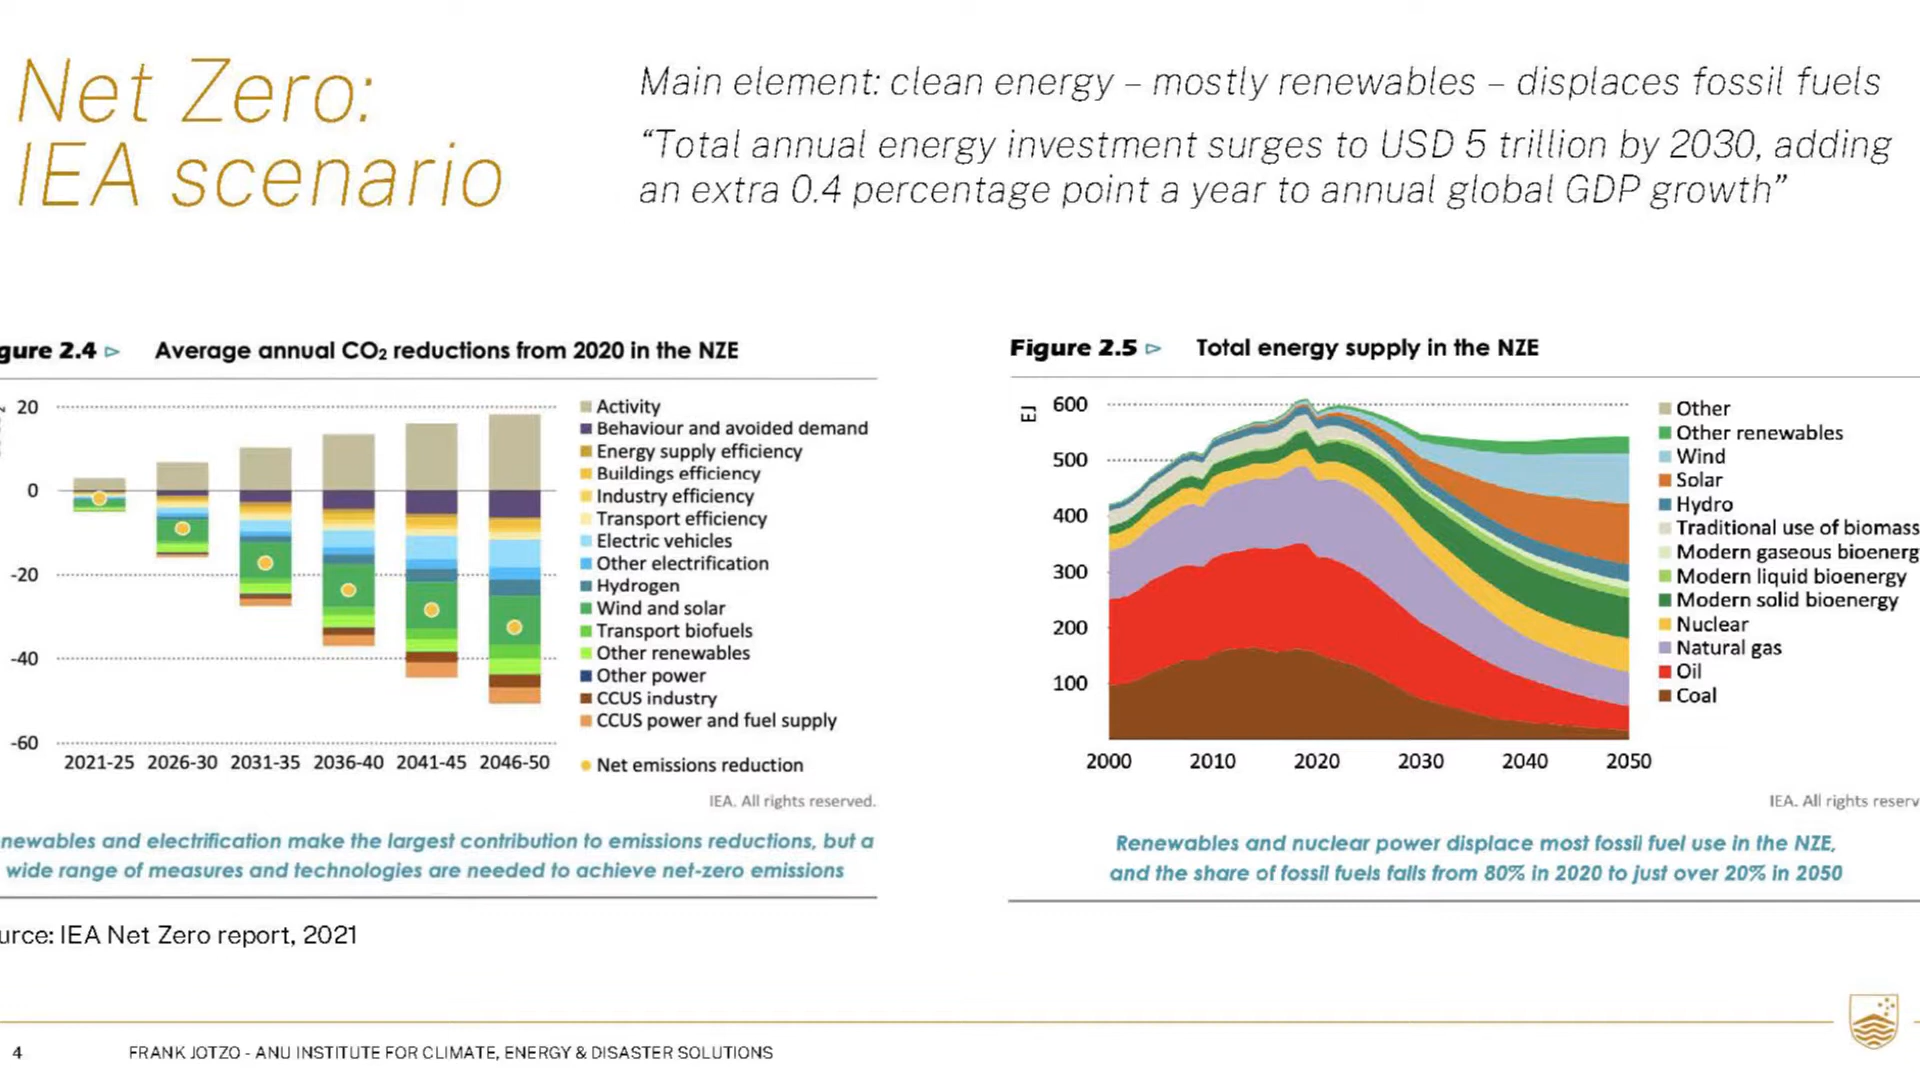 Net Zero:
IEA scenario
Main element: clean energy – mostly renewables – displaces fossil fuels
“Total annual energy investment surges to USD 5 trillion by 2030, adding
an extra 0.4 percentage point a year to annual global GDP growth”
gure 2.4 ▷ Average annual CO₂ reductions from 2020 in the NZE
20
0
-20
-40
-60
2021-25 2026-30 2031-35 2036-40 2041-45 2046-50
Activity
Behaviour and avoided demand
Energy supply efficiency
Buildings efficiency
Industry efficiency
Transport efficiency
Electric vehicles
Other electrification
Hydrogen
Wind and solar
Transport biofuels
Other renewables
Other power
CCUS industry
CCUS power and fuel supply
Net emissions reduction
IEA. All rights reserved.
newables and electrification make the largest contribution to emissions reductions, but a
wide range of measures and technologies are needed to achieve net-zero emissions
Figure 2.5 ▷ Total energy supply in the NZE
EJ
600
500
400
300
200
100
2000 2010 2020 2030 2040 2050
Other
Other renewables
Wind
Solar
Hydro
Traditional use of biomass
Modern gaseous bioenerg
Modern liquid bioenergy
Modern solid bioenergy
Nuclear
Natural gas
Oil
Coal
IEA. All rights reserv
Renewables and nuclear power displace most fossil fuel use in the NZE,
and the share of fossil fuels falls from 80% in 2020 to just over 20% in 2050
urce: IEA Net Zero report, 2021
4
FRANK JOTZO - ANU INSTITUTE FOR CLIMATE, ENERGY & DISASTER SOLUTIONS